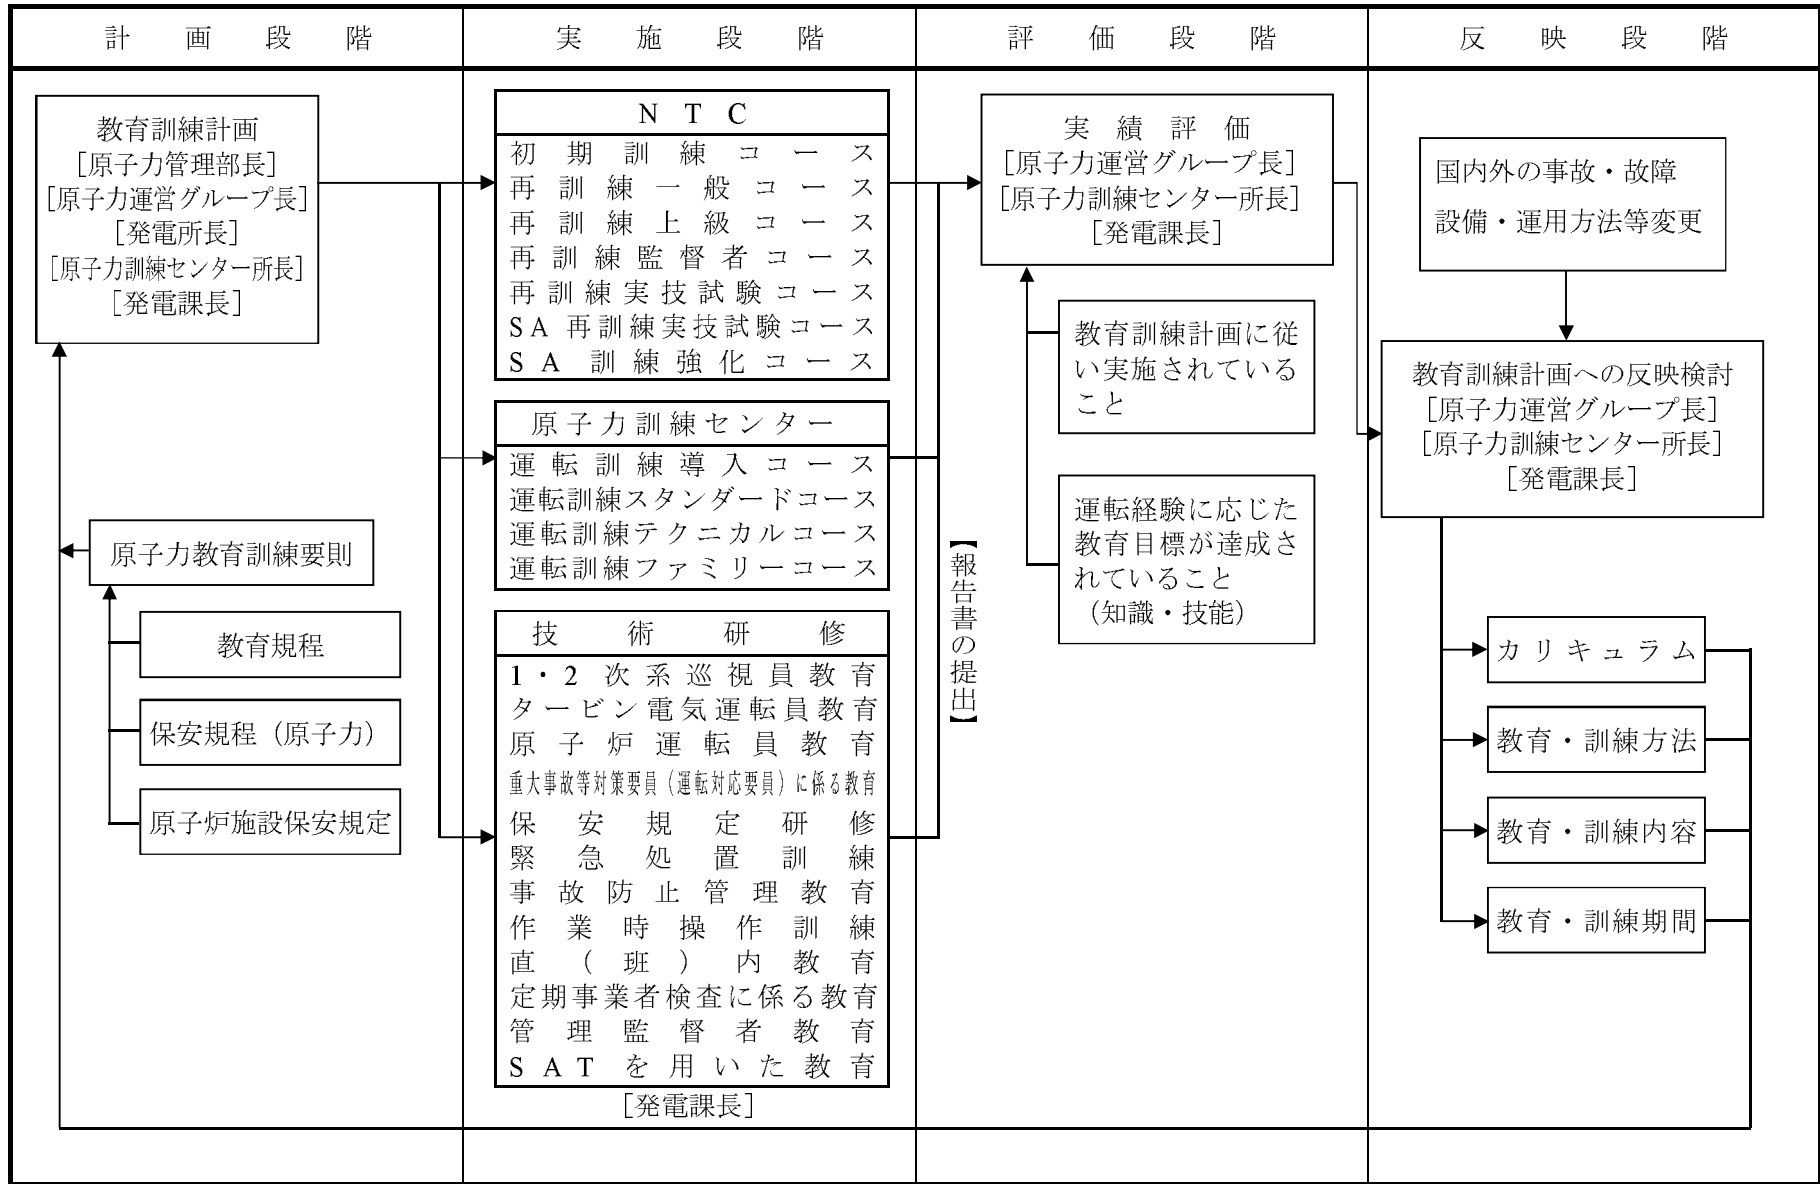 計画段階
実施段階
評価段階
反映段階
教育訓練計画
[原子力管理部長]
[原子力運営グループ長]
[発電所長]
[原子力訓練センター所長]
[発電課長]
原子力教育訓練要則
教育規程
保安規程（原子力）
原子炉施設保安規定
NTC
初期訓練コース
再訓練一般コース
再訓練上級コース
再訓練監督者コース
再訓練実技試験コース
SA再訓練実技試験コース
SA訓練強化コース
原子力訓練センター
運転訓練導入コース
運転訓練スタンダードコース
運転訓練テクニカルコース
運転訓練ファミリーコース
技術研修
1・2次系巡視員教育
タービン電気運転員教育
原子炉運転員教育
重大事故等対策要員（運転対応要員）に係る教育
保安規定研修
緊急処置訓練
事故防止管理教育
作業時操作訓練
直（班）内教育
定期事業者検査に係る教育
管理監督者教育
SATを用いた教育
[発電課長]
【報告書の提出】
実績評価
[原子力運営グループ長]
[原子力訓練センター所長]
[発電課長]
教育訓練計画に従
い実施されている
こと
運転経験に応じた
教育目標が達成さ
れていること
（知識・技能）
国内外の事故・故障
設備・運用方法等変更
教育訓練計画への反映検討
[原子力運営グループ長]
[原子力訓練センター所長]
[発電課長]
カリキュラム
教育・訓練方法
教育・訓練内容
教育・訓練期間